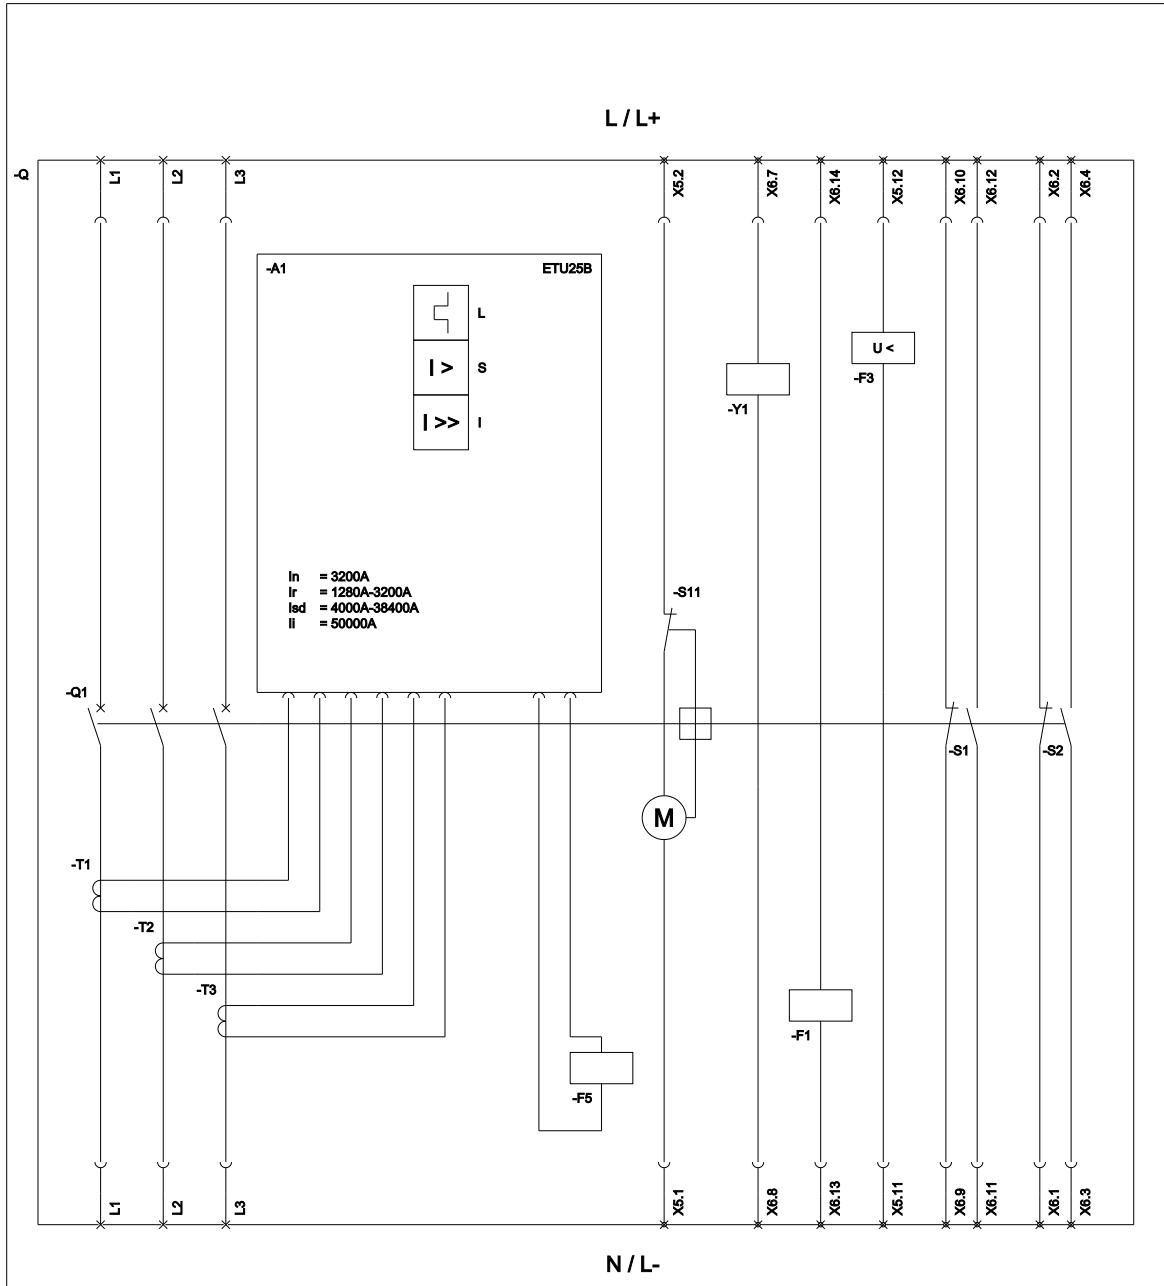 L / L+
-Q
L1
L2
L3
X5.2
X6.7
X6.14
X5.12
X6.10
X6.12
X6.2
X6.4
-A1
ETU25B
L
I >
S
I >>
I
U <
-F3
-Y1
In = 3200A
Ir = 1280A-3200A
Isd = 4000A-38400A
Ii = 50000A
-S11
-Q1
-S1
-S2
M
-T1
-T2
-T3
-F1
-F5
L1
L2
L3
X5.1
X6.8
X6.13
X5.11
X6.9
X6.11
X6.1
X6.3
N / L-